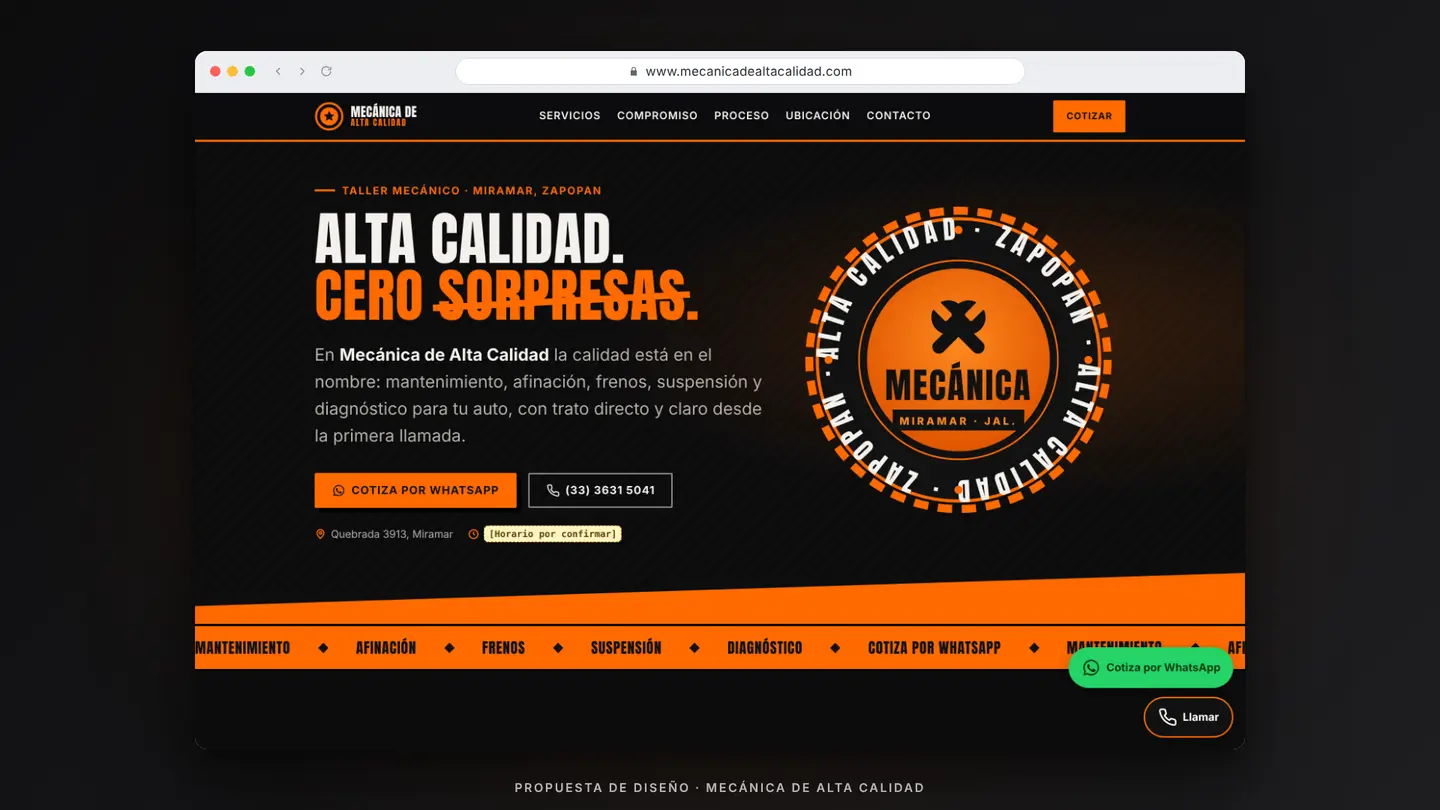 www.mecanicadealtacalidad.com
MECÁNICA DE
ALTA CALIDAD
SERVICIOS COMPROMISO PROCESO UBICACIÓN CONTACTO
COTIZAR
TALLER MECÁNICO · MIRAMAR, ZAPOPAN
ALTA CALIDAD.
CERO SORPRESAS.
En Mecánica de Alta Calidad la calidad está en el
nombre: mantenimiento, afinación, frenos, suspensión y
diagnóstico para tu auto, con trato directo y claro desde
la primera llamada.
COTIZA POR WHATSAPP
(33) 3631 5041
Quebrada 3913, Miramar
[Horario por confirmar]
ALTA CALIDAD · ZAPOPAN · ALTA CALIDAD · ZAPOPAN ·
MECÁNICA
MIRAMAR · JAL.
MANTENIMIENTO ◆ AFINACIÓN ◆ FRENOS ◆ SUSPENSIÓN ◆ DIAGNÓSTICO ◆ COTIZA POR WHATSAPP ◆ MANTENIMIENTO ◆ AFI
Cotiza por WhatsApp
Llamar
PROPUESTA DE DISEÑO · MECÁNICA DE ALTA CALIDAD